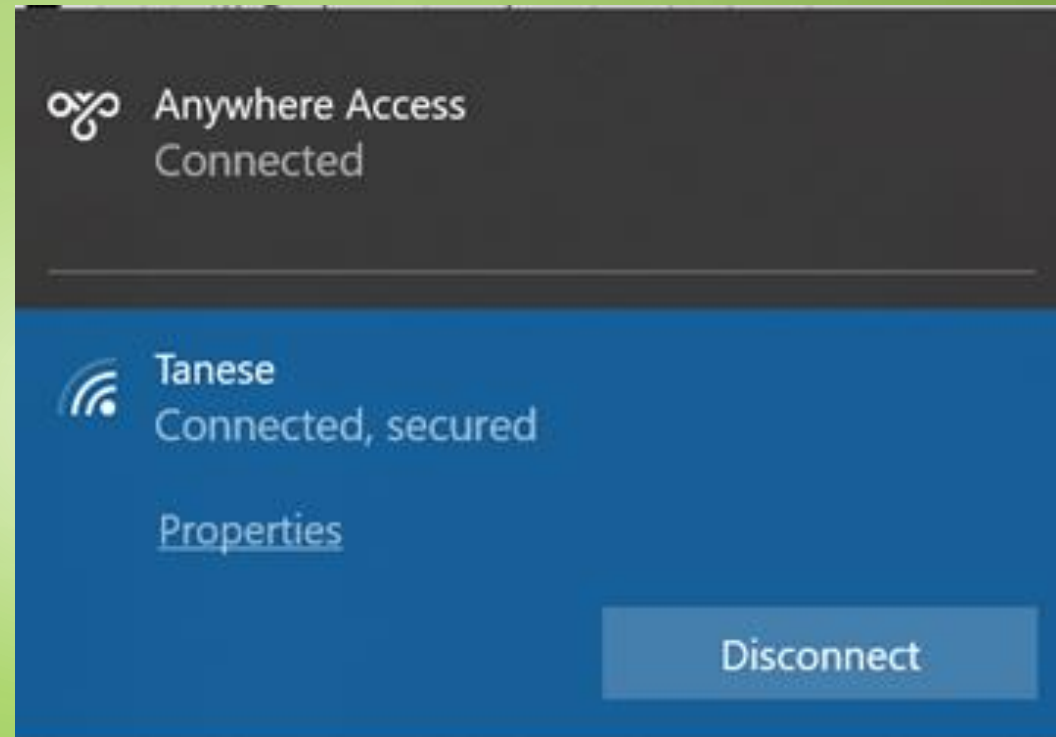 Anywhere Access
Connected
Tanese
Connected, secured
Properties
Disconnect